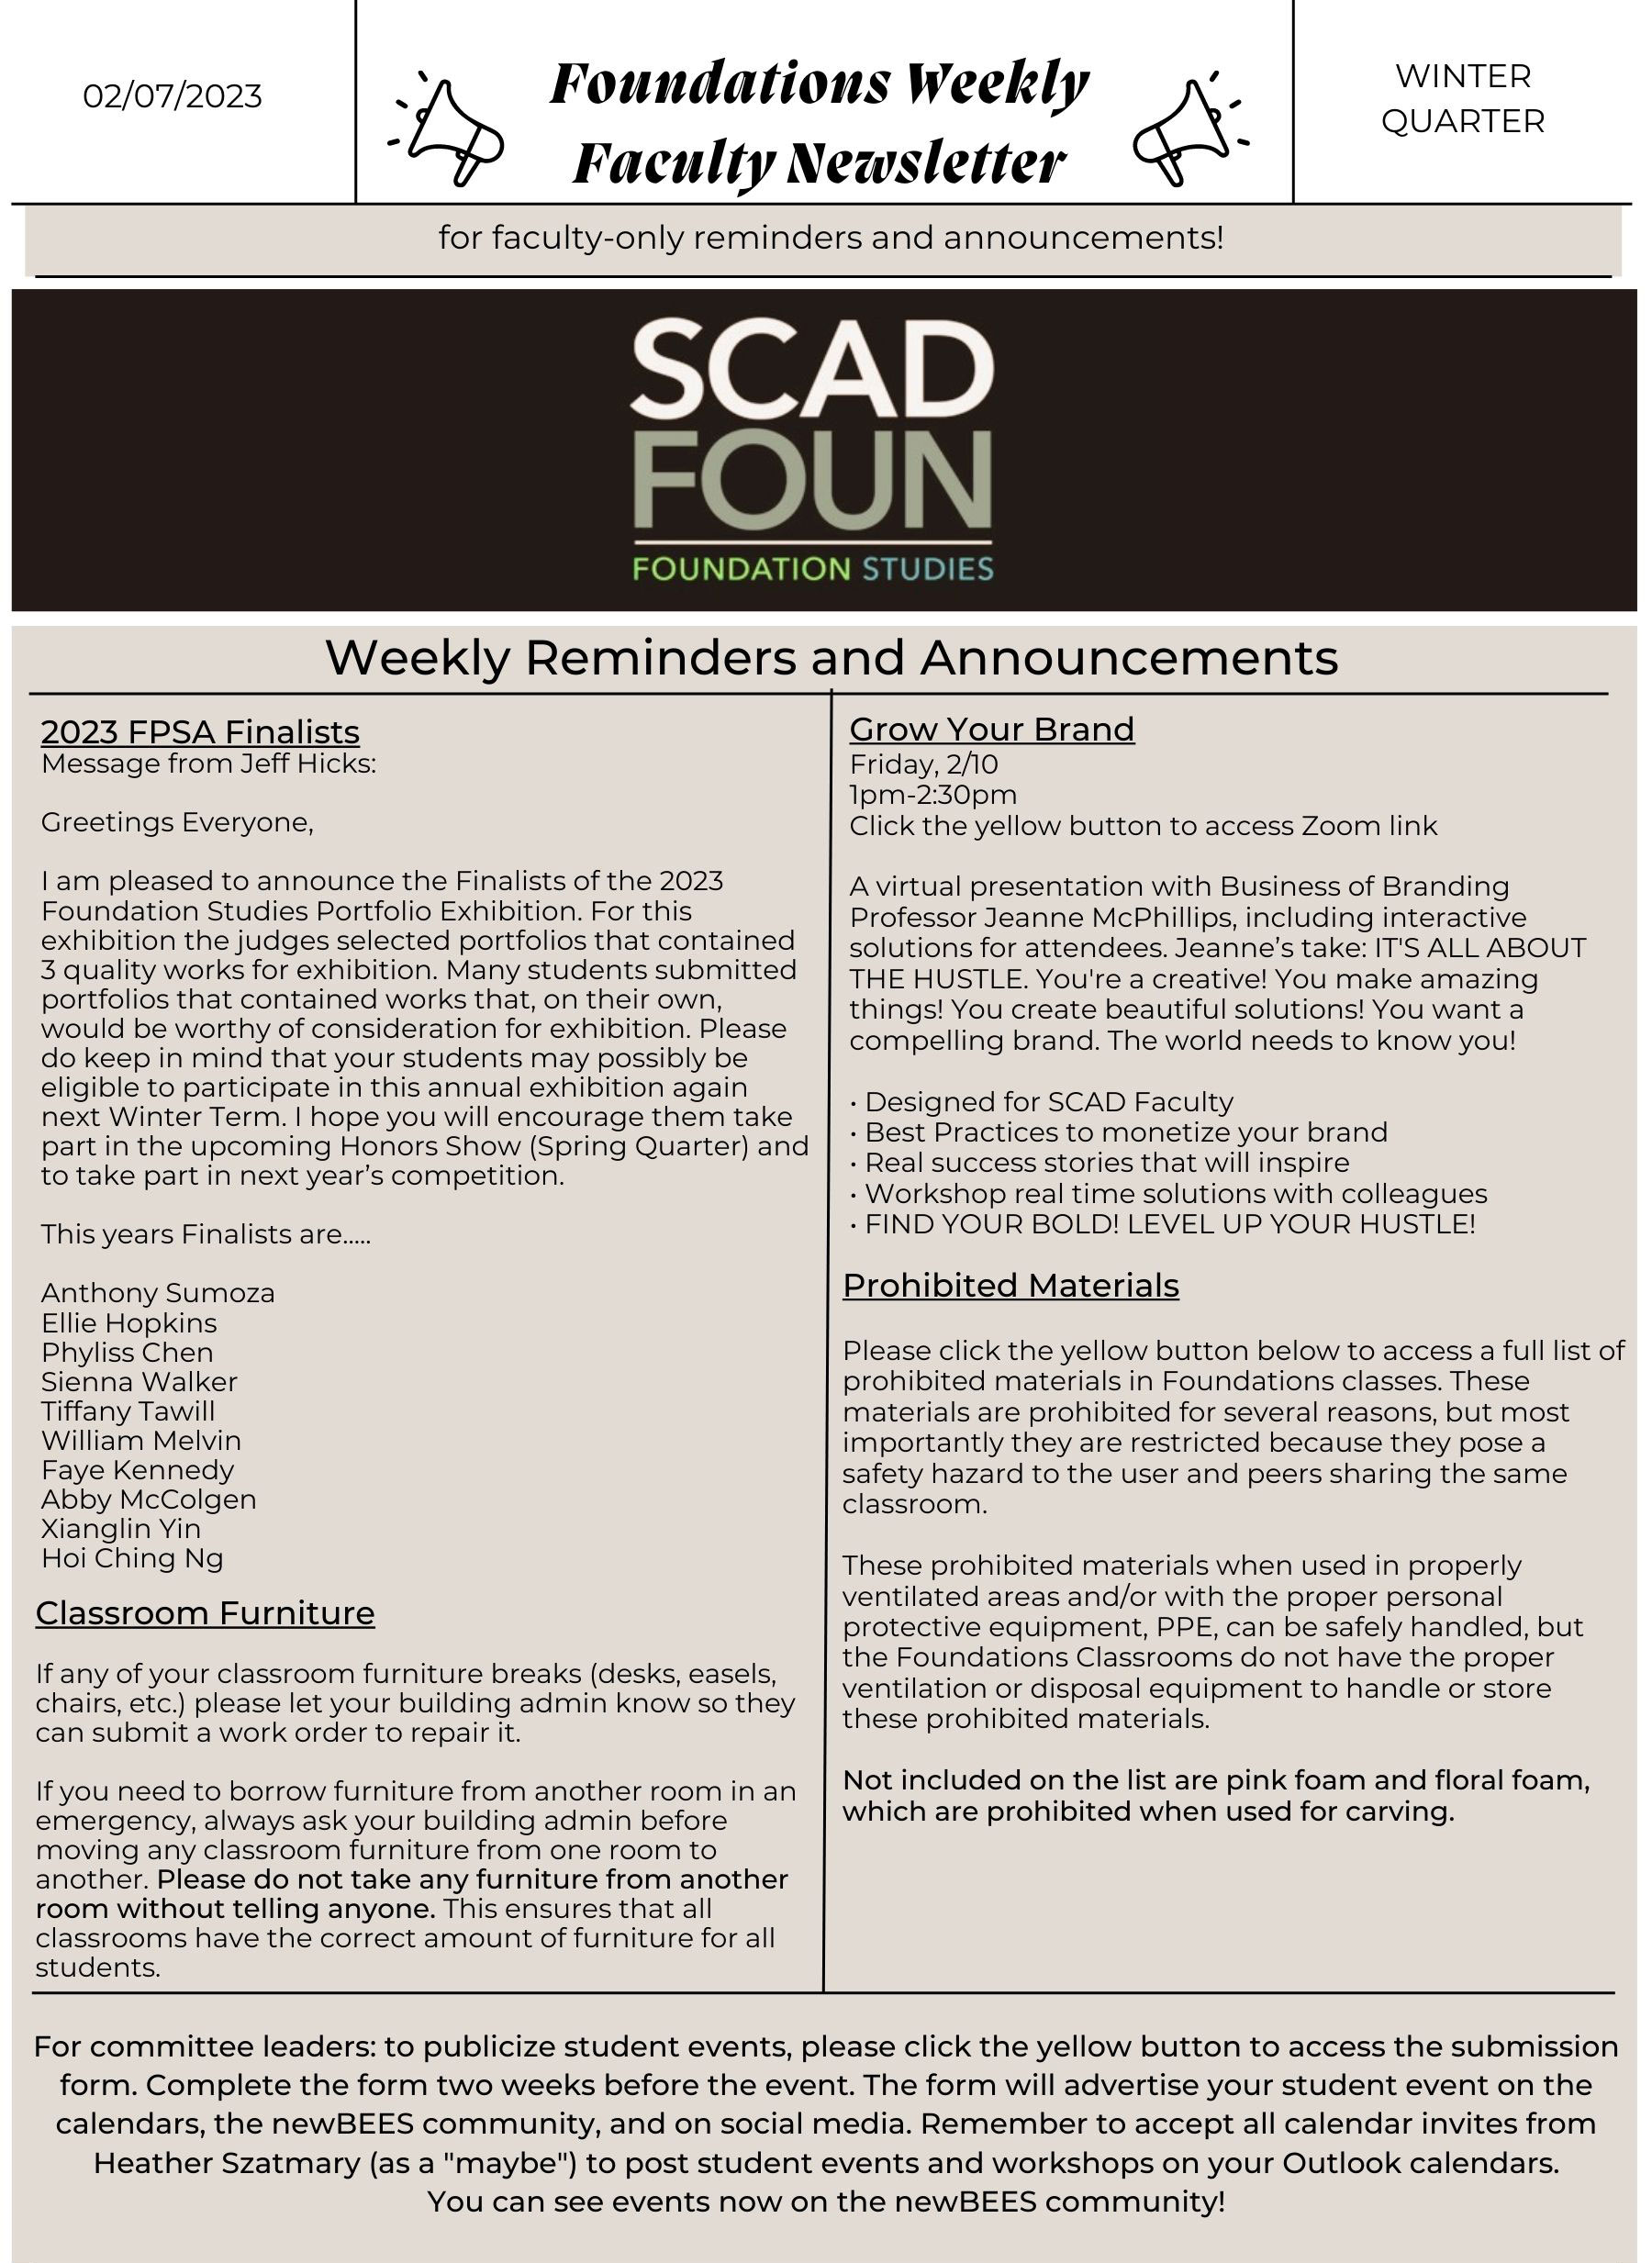 02/07/2023
Foundations Weekly
Faculty Newsletter
WINTER
QUARTER
for faculty-only reminders and announcements!
SCAD
FOUN
FOUNDATION STUDIES
Weekly Reminders and Announcements
2023 FPSA Finalists
Message from Jeff Hicks:
Greetings Everyone,
I am pleased to announce the Finalists of the 2023
Foundation Studies Portfolio Exhibition. For this
exhibition the judges selected portfolios that contained
3 quality works for exhibition. Many students submitted
portfolios that contained works that, on their own,
would be worthy of consideration for exhibition. Please
do keep in mind that your students may possibly be
eligible to participate in this annual exhibition again
next Winter Term. I hope you will encourage them take
part in the upcoming Honors Show (Spring Quarter) and
to take part in next year’s competition.
This years Finalists are.....
Anthony Sumoza
Ellie Hopkins
Phyliss Chen
Sienna Walker
Tiffany Tawill
William Melvin
Faye Kennedy
Abby McColgen
Xianglin Yin
Hoi Ching Ng
Classroom Furniture
If any of your classroom furniture breaks (desks, easels,
chairs, etc.) please let your building admin know so they
can submit a work order to repair it.
If you need to borrow furniture from another room in an
emergency, always ask your building admin before
moving any classroom furniture from one room to
another. Please do not take any furniture from another
room without telling anyone. This ensures that all
classrooms have the correct amount of furniture for all
students.
Grow Your Brand
Friday, 2/10
1pm-2:30pm
Click the yellow button to access Zoom link
A virtual presentation with Business of Branding
Professor Jeanne McPhillips, including interactive
solutions for attendees. Jeanne’s take: IT'S ALL ABOUT
THE HUSTLE. You're a creative! You make amazing
things! You create beautiful solutions! You want a
compelling brand. The world needs to know you!
• Designed for SCAD Faculty
• Best Practices to monetize your brand
• Real success stories that will inspire
• Workshop real time solutions with colleagues
• FIND YOUR BOLD! LEVEL UP YOUR HUSTLE!
Prohibited Materials
Please click the yellow button below to access a full list of
prohibited materials in Foundations classes. These
materials are prohibited for several reasons, but most
importantly they are restricted because they pose a
safety hazard to the user and peers sharing the same
classroom.
These prohibited materials when used in properly
ventilated areas and/or with the proper personal
protective equipment, PPE, can be safely handled, but
the Foundations Classrooms do not have the proper
ventilation or disposal equipment to handle or store
these prohibited materials.
Not included on the list are pink foam and floral foam,
which are prohibited when used for carving.
For committee leaders: to publicize student events, please click the yellow button to access the submission
form. Complete the form two weeks before the event. The form will advertise your student event on the
calendars, the newBEES community, and on social media. Remember to accept all calendar invites from
Heather Szatmary (as a "maybe") to post student events and workshops on your Outlook calendars.
You can see events now on the newBEES community!